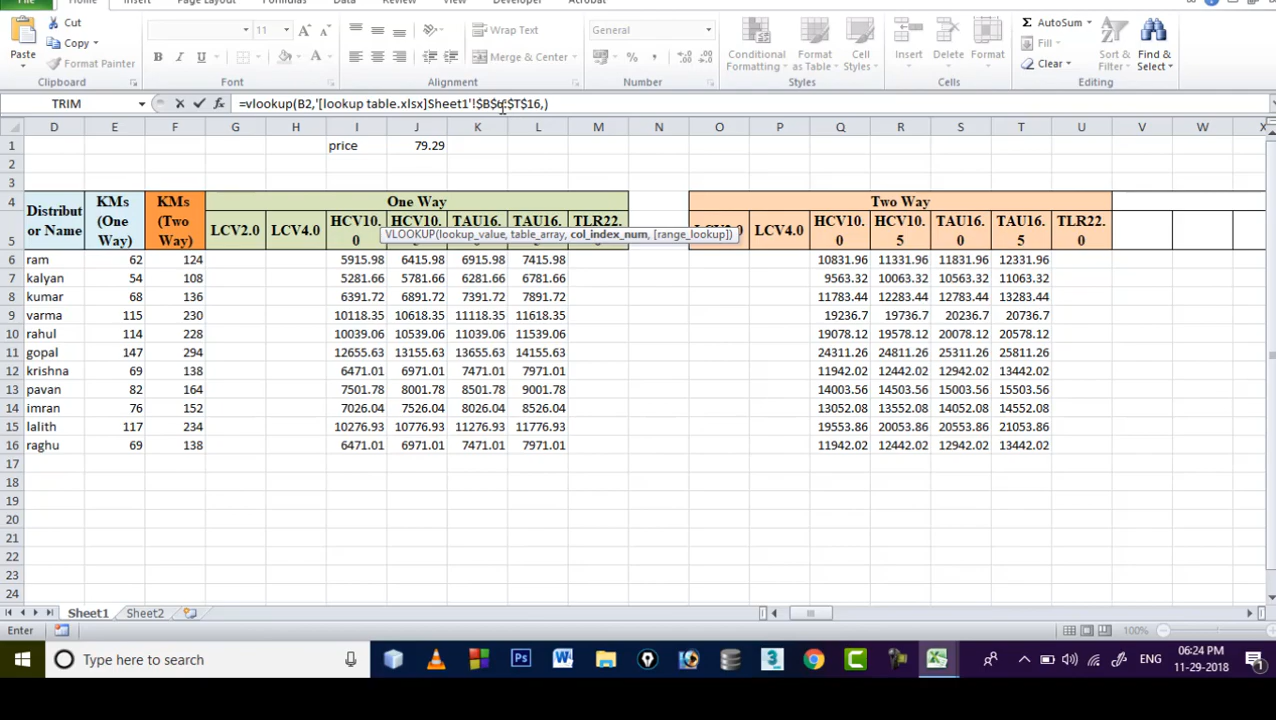 File Home Insert Page Layout Formulas Data Review View Developer Acrobat
Cut
Copy
Format Painter
Paste
Clipboard
11
A A
B I U
Font
Wrap Text
Merge & Center
Alignment
General
%
Number
Conditional Formatting
Format as Table
Cell Styles
Styles
Insert Delete Format
Cells
AutoSum
Fill
Clear
Sort & Filter
Find & Select
Editing
TRIM
=vlookup(B2,'[lookup table.xlsx]Sheet1'!$B$6:$T$16,)
D E F G H I J K L M N O P Q R S T U V W X
1 price 79.29
2
3
4 Distributor Name KMs (One Way) KMs (Two Way) One Way Two Way
5 LCV2.0 LCV4.0 HCV10.0 HCV10. TAU16. TAU16. TLR22. LCV4.0 HCV10.0 HCV10.5 TAU16.0 TAU16.5 TLR22.0
VLOOKUP(lookup_value, table_array, col_index_num, [range_lookup])
6 ram 62 124 5915.98 6415.98 6915.98 7415.98 10831.96 11331.96 11831.96 12331.96
7 kalyan 54 108 5281.66 5781.66 6281.66 6781.66 9563.32 10063.32 10563.32 11063.32
8 kumar 68 136 6391.72 6891.72 7391.72 7891.72 11783.44 12283.44 12783.44 13283.44
9 varma 115 230 10118.35 10618.35 11118.35 11618.35 19236.7 19736.7 20236.7 20736.7
10 rahul 114 228 10039.06 10539.06 11039.06 11539.06 19078.12 19578.12 20078.12 20578.12
11 gopal 147 294 12655.63 13155.63 13655.63 14155.63 24311.26 24811.26 25311.26 25811.26
12 krishna 69 138 6471.01 6971.01 7471.01 7971.01 11942.02 12442.02 12942.02 13442.02
13 pavan 82 164 7501.78 8001.78 8501.78 9001.78 14003.56 14503.56 15003.56 15503.56
14 imran 76 152 7026.04 7526.04 8026.04 8526.04 13052.08 13552.08 14052.08 14552.08
15 lalith 117 234 10276.93 10776.93 11276.93 11776.93 19553.86 20053.86 20553.86 21053.86
16 raghu 69 138 6471.01 6971.01 7471.01 7971.01 11942.02 12442.02 12942.02 13442.02
17
18
19
20
21
22
23
24
Sheet1 Sheet2
Enter 100%
Type here to search
ENG
06:24 PM
11-29-2018